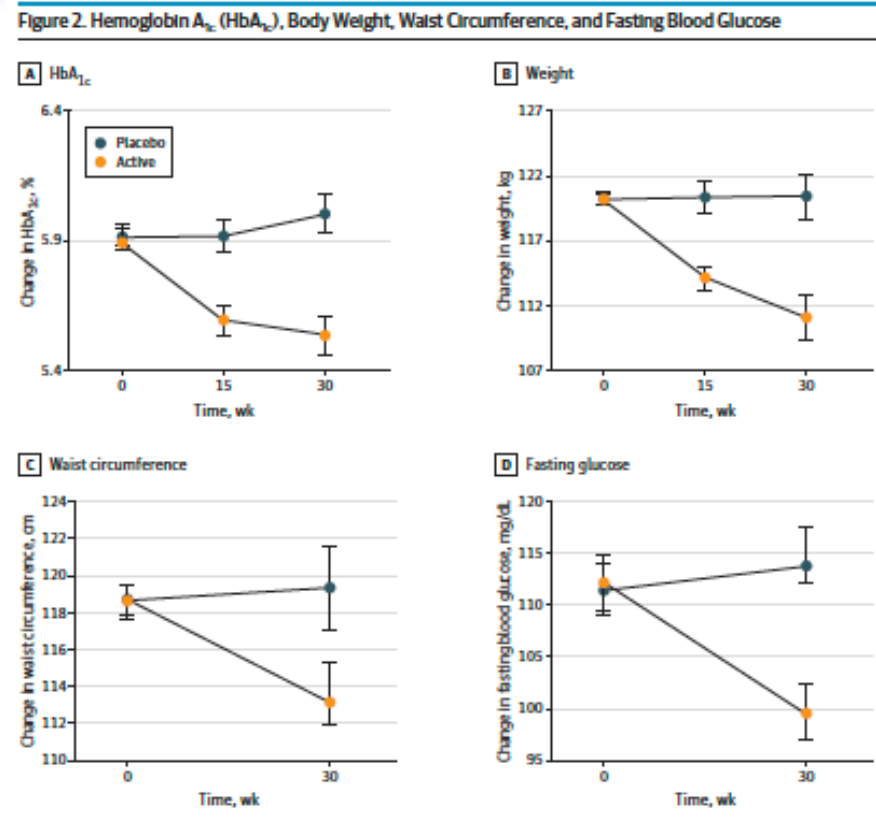 Figure 2. Hemoglobin A1c (HbA1c), Body Weight, Waist Circumference, and Fasting Blood Glucose
A HbA1c
6.4
5.9
5.4
Change in HbA1c, %
Placebo
Active
0 15 30
Time, wk
B Weight
127
122
117
112
107
Change in weight, kg
0 15 30
Time, wk
C Waist circumference
124
122
120
118
116
114
112
110
Change in waist circumference, cm
0 30
Time, wk
D Fasting glucose
120
115
110
105
100
95
Change in fasting blood glucose, mg/dL
0 30
Time, wk